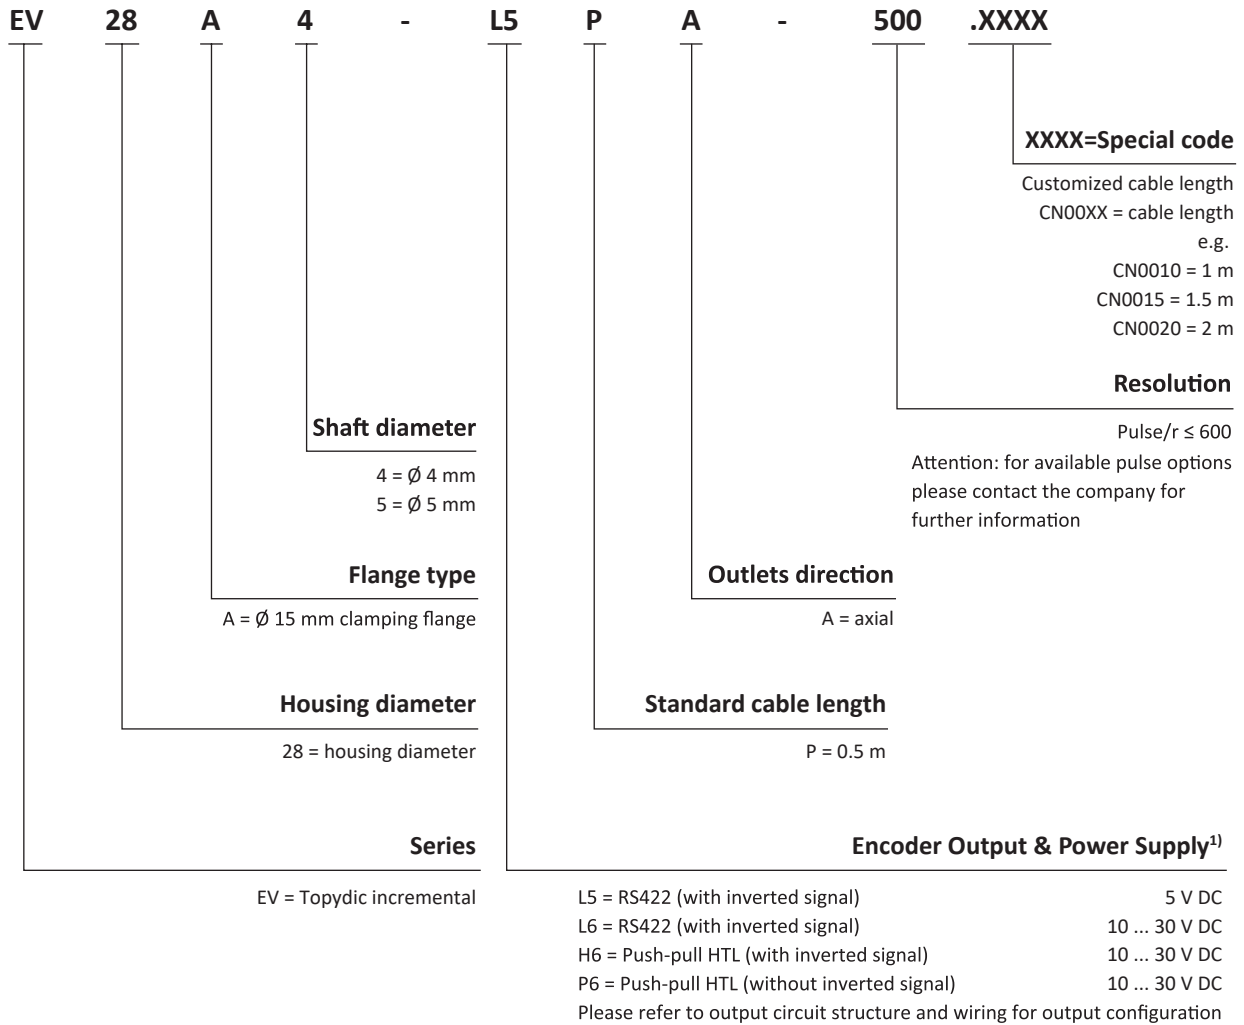 EV 28 A 4 - L5 P A - 500 .XXXX
XXXX=Special code
Customized cable length
CN00XX = cable length
e.g.
CN0010 = 1 m
CN0015 = 1.5 m
CN0020 = 2 m
Resolution
Pulse/r ≤ 600
Attention: for available pulse options
please contact the company for
further information
Shaft diameter
4 = Ø 4 mm
5 = Ø 5 mm
Flange type
A = Ø 15 mm clamping flange
Outlets direction
A = axial
Housing diameter
28 = housing diameter
Standard cable length
P = 0.5 m
Series
EV = Topydic incremental
Encoder Output & Power Supply1)
L5 = RS422 (with inverted signal) 5 V DC
L6 = RS422 (with inverted signal) 10 ... 30 V DC
H6 = Push-pull HTL (with inverted signal) 10 ... 30 V DC
P6 = Push-pull HTL (without inverted signal) 10 ... 30 V DC
Please refer to output circuit structure and wiring for output configuration